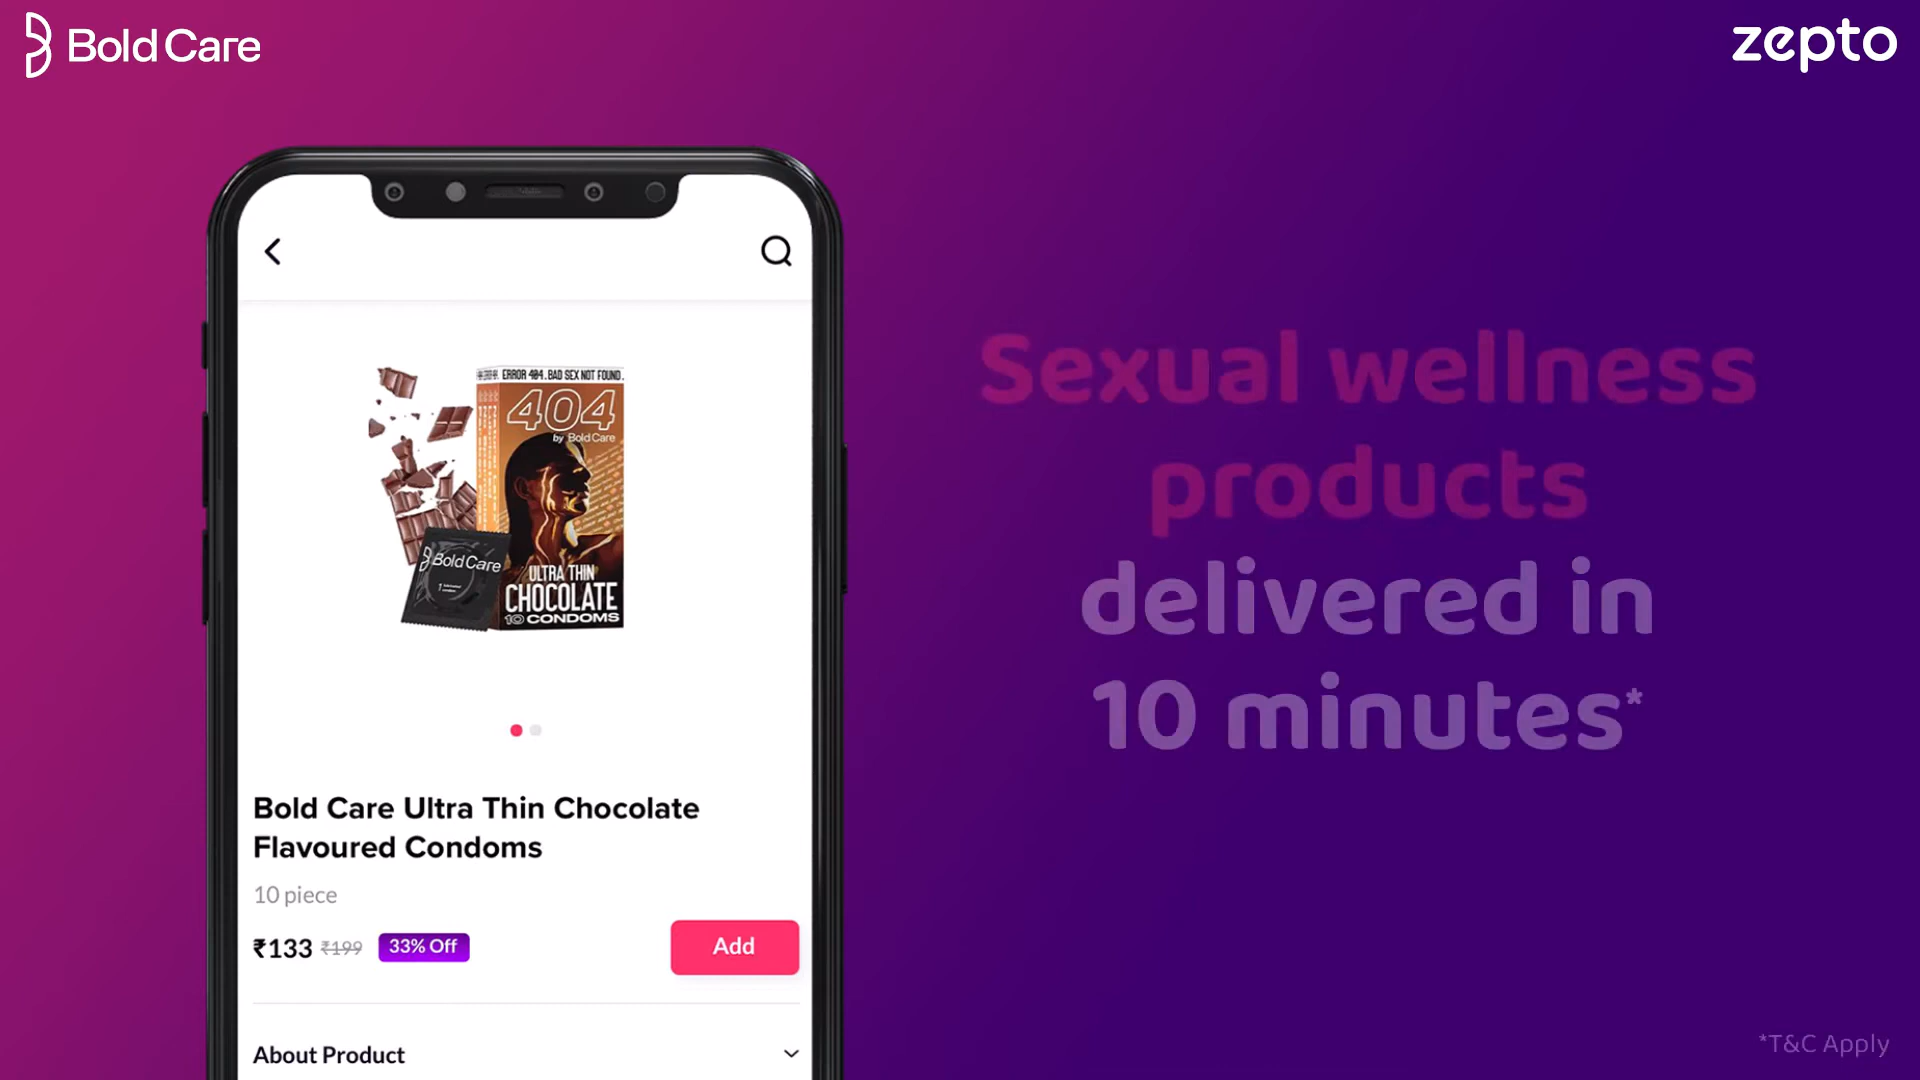 Bold Care
zepto
ERROR 404. BAD SEX NOT FOUND.
404
by Bold Care
Bold Care
ULTRA THIN
CHOCOLATE
10 CONDOMS
Sexual wellness
products
delivered in
10 minutes*
Bold Care Ultra Thin Chocolate
Flavoured Condoms
10 piece
₹133 ₹199 33% Off
Add
About Product
*T&C Apply